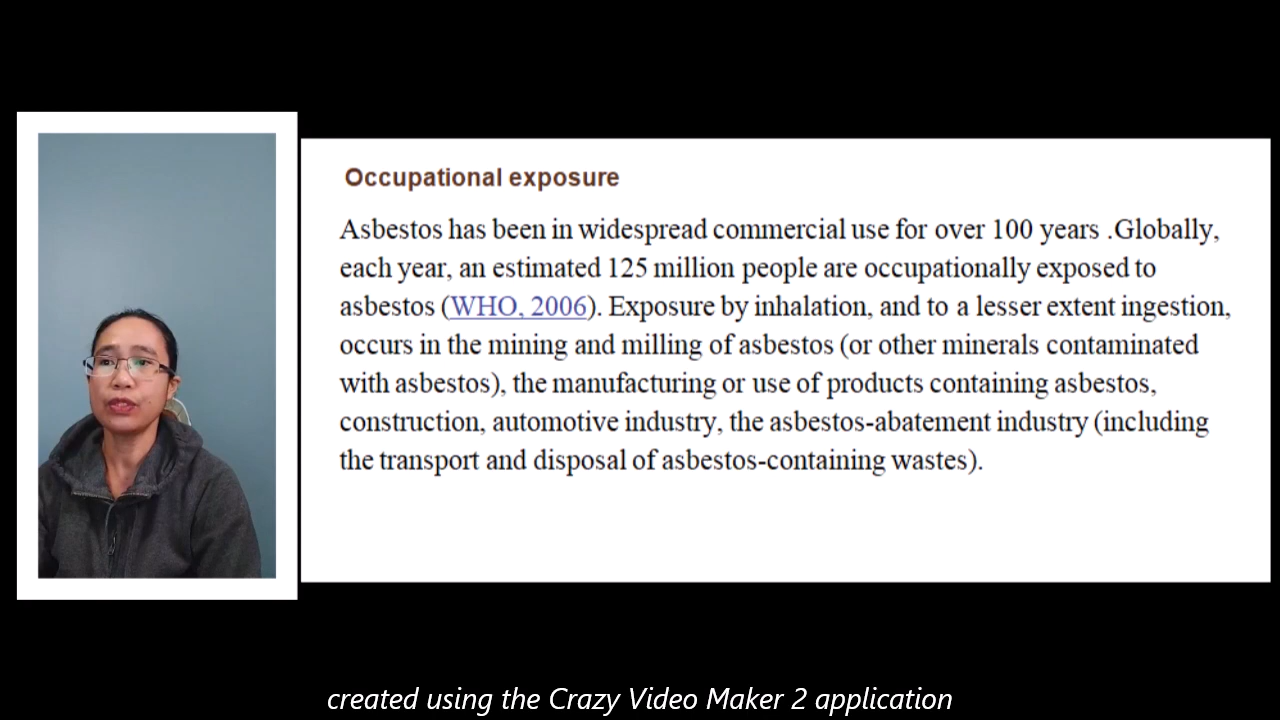 Occupational exposure
Asbestos has been in widespread commercial use for over 100 years .Globally,
each year, an estimated 125 million people are occupationally exposed to
asbestos (WHO, 2006). Exposure by inhalation, and to a lesser extent ingestion,
occurs in the mining and milling of asbestos (or other minerals contaminated
with asbestos), the manufacturing or use of products containing asbestos,
construction, automotive industry, the asbestos-abatement industry (including
the transport and disposal of asbestos-containing wastes).
created using the Crazy Video Maker 2 application